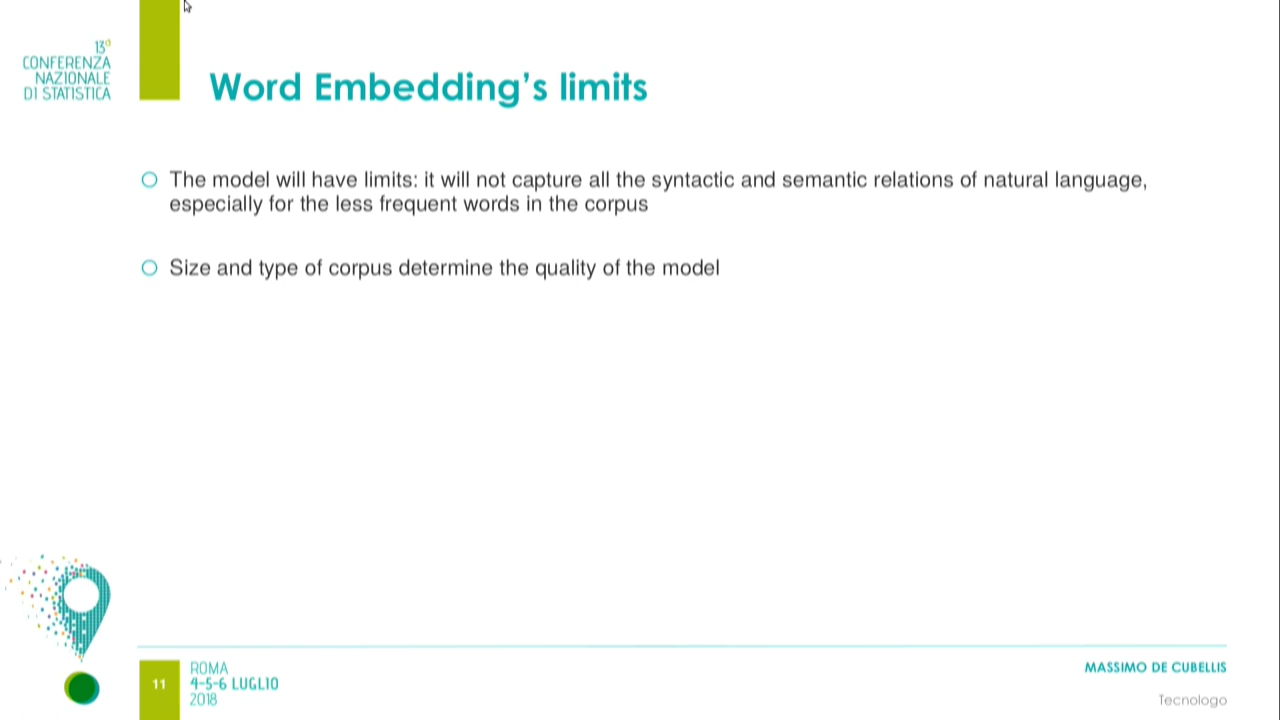 13a
CONFERENZA
NAZIONALE
DI STATISTICA
Word Embedding's limits
The model will have limits: it will not capture all the syntactic and semantic relations of natural language,
especially for the less frequent words in the corpus
Size and type of corpus determine the quality of the model
11
ROMA
4-5-6 LUGLIO
2018
MASSIMO DE CUBELLIS
Tecnologo